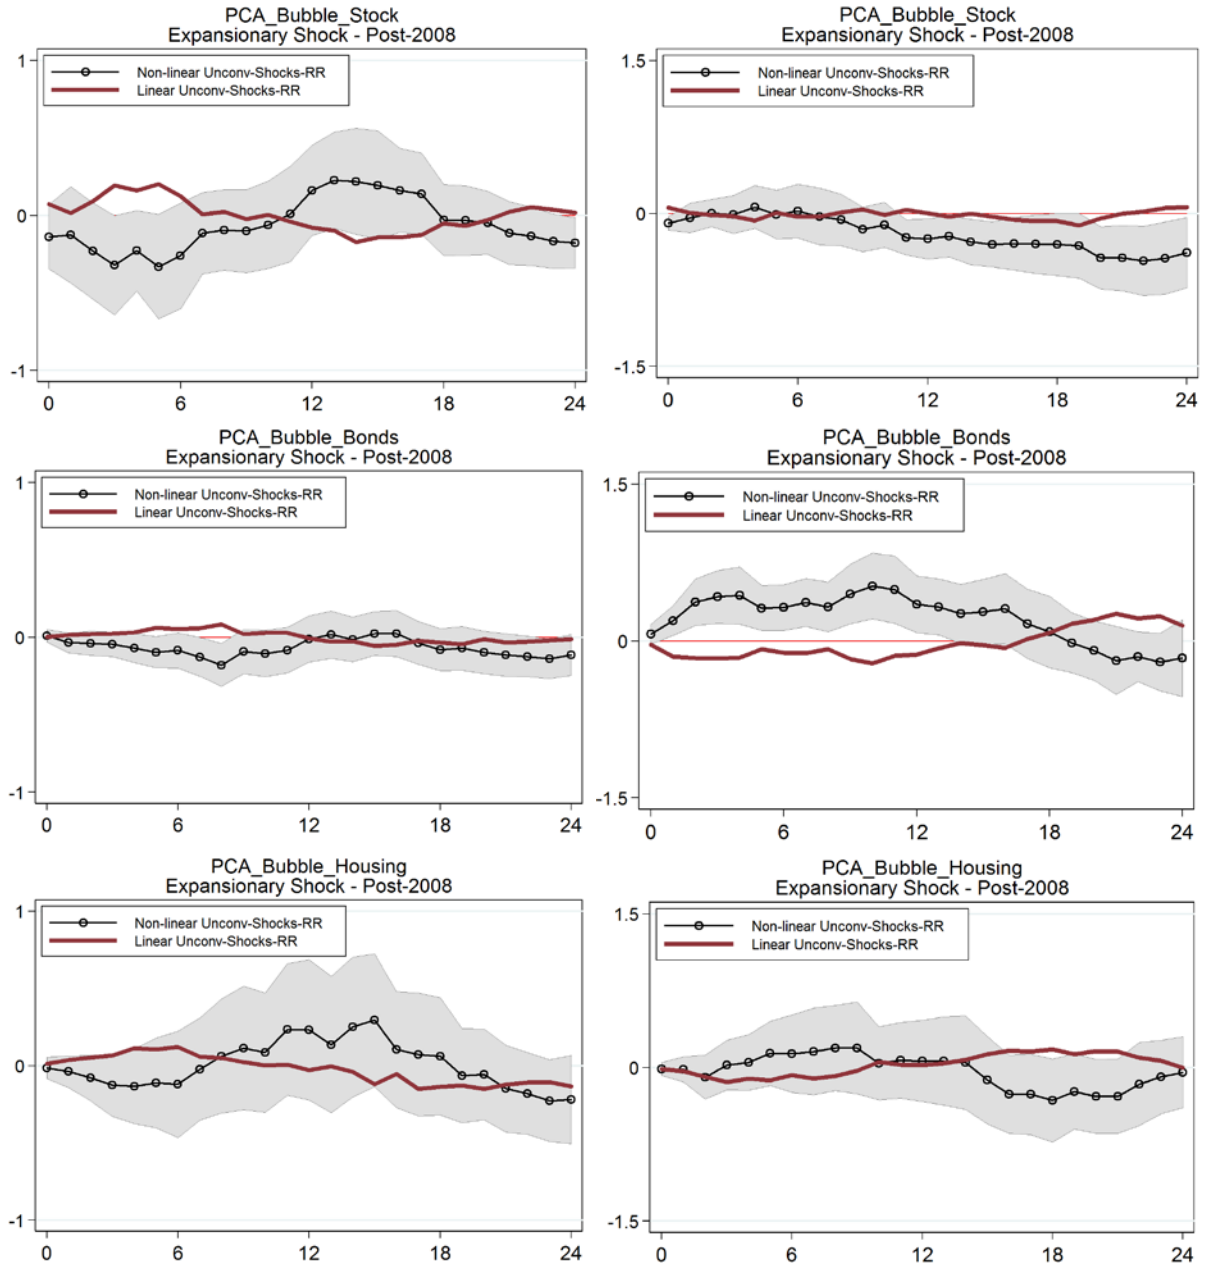 PCA_Bubble_Stock
Expansionary Shock - Post-2008
1
Non-linear Unconv-Shocks-RR
Linear Unconv-Shocks-RR
0
-1
0 6 12 18 24
PCA_Bubble_Stock
Expansionary Shock - Post-2008
1.5
Non-linear Unconv-Shocks-RR
Linear Unconv-Shocks-RR
0
-1.5
0 6 12 18 24
PCA_Bubble_Bonds
Expansionary Shock - Post-2008
1
Non-linear Unconv-Shocks-RR
Linear Unconv-Shocks-RR
0
-1
0 6 12 18 24
PCA_Bubble_Bonds
Expansionary Shock - Post-2008
1.5
Non-linear Unconv-Shocks-RR
Linear Unconv-Shocks-RR
0
-1.5
0 6 12 18 24
PCA_Bubble_Housing
Expansionary Shock - Post-2008
1
Non-linear Unconv-Shocks-RR
Linear Unconv-Shocks-RR
0
-1
0 6 12 18 24
PCA_Bubble_Housing
Expansionary Shock - Post-2008
1.5
Non-linear Unconv-Shocks-RR
Linear Unconv-Shocks-RR
0
-1.5
0 6 12 18 24